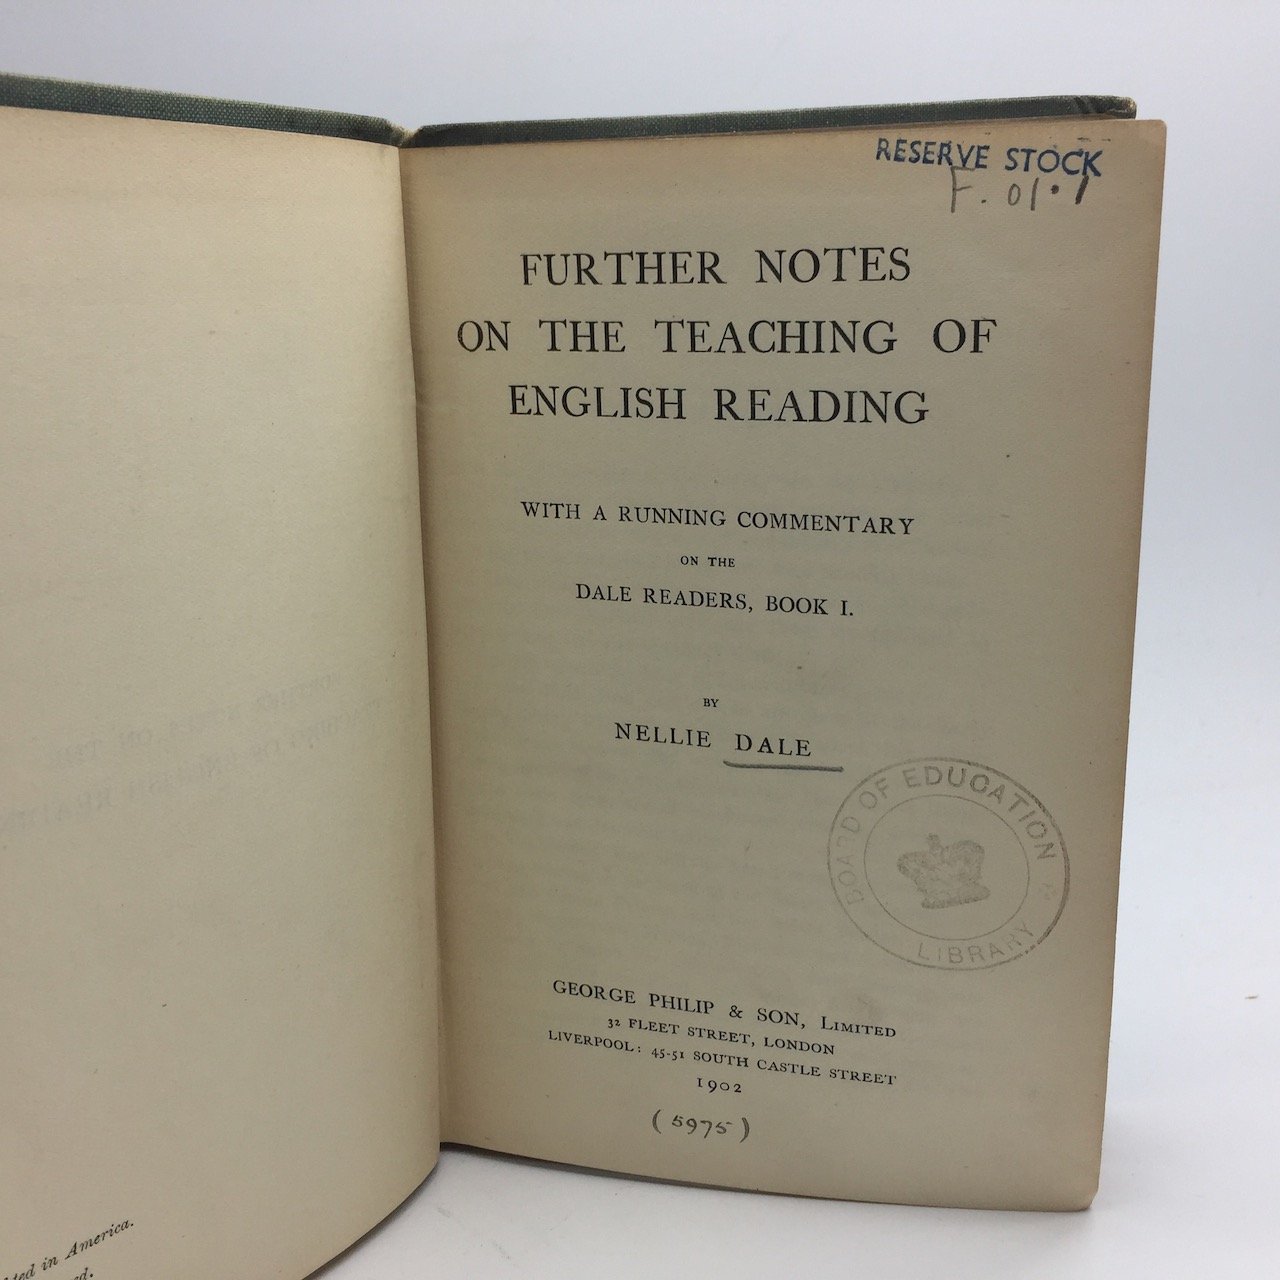 RESERVE STOCK
F. 01.1
FURTHER NOTES
ON THE TEACHING OF
ENGLISH READING
WITH A RUNNING COMMENTARY
ON THE
DALE READERS, BOOK I.
BY
NELLIE DALE
BOARD OF EDUCATION
LIBRARY
GEORGE PHILIP & SON, LIMITED
32 FLEET STREET, LONDON
LIVERPOOL: 45-51 SOUTH CASTLE STREET
1902
(5975)
in America.